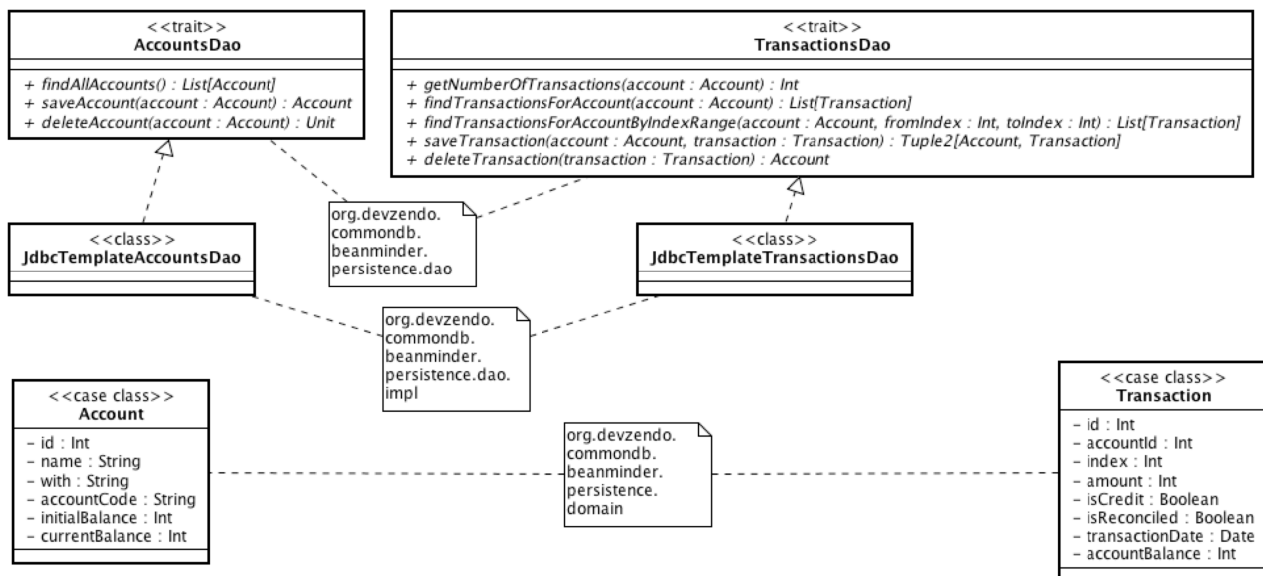 <<trait>>
AccountsDao
+ findAllAccounts() : List[Account]
+ saveAccount(account : Account) : Account
+ deleteAccount(account : Account) : Unit
<<trait>>
TransactionsDao
+ getNumberOfTransactions(account : Account) : Int
+ findTransactionsForAccount(account : Account) : List[Transaction]
+ findTransactionsForAccountByIndexRange(account : Account, fromIndex : Int, toIndex : Int) : List[Transaction]
+ saveTransaction(account : Account, transaction : Transaction) : Tuple2[Account, Transaction]
+ deleteTransaction(transaction : Transaction) : Account
<<class>>
JdbcTemplateAccountsDao
org.devzendo.
commondb.
beanminder.
persistence.dao
<<class>>
JdbcTemplateTransactionsDao
org.devzendo.
commondb.
beanminder.
persistence.dao.
impl
<<case class>>
Account
- id : Int
- name : String
- with : String
- accountCode : String
- initialBalance : Int
- currentBalance : Int
org.devzendo.
commondb.
beanminder.
persistence.
domain
<<case class>>
Transaction
- id : Int
- accountId : Int
- index : Int
- amount : Int
- isCredit : Boolean
- isReconciled : Boolean
- transactionDate : Date
- accountBalance : Int